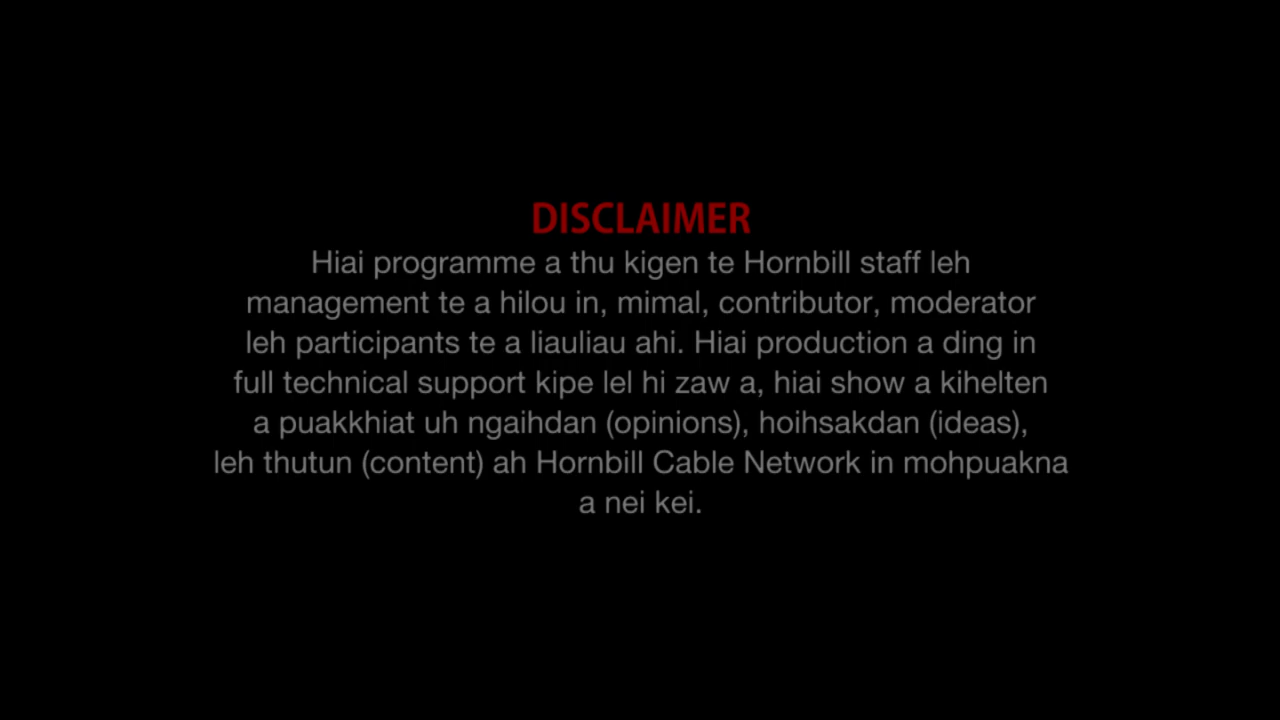 DISCLAIMER
Hiai programme a thu kigen te Hornbill staff leh
management te a hilou in, mimal, contributor, moderator
leh participants te a liauliau ahi. Hiai production a ding in
full technical support kipe lel hi zaw a, hiai show a kihelten
a puakkhiat uh ngaihdan (opinions), hoihsakdan (ideas),
leh thutun (content) ah Hornbill Cable Network in mohpuakna
a nei kei.